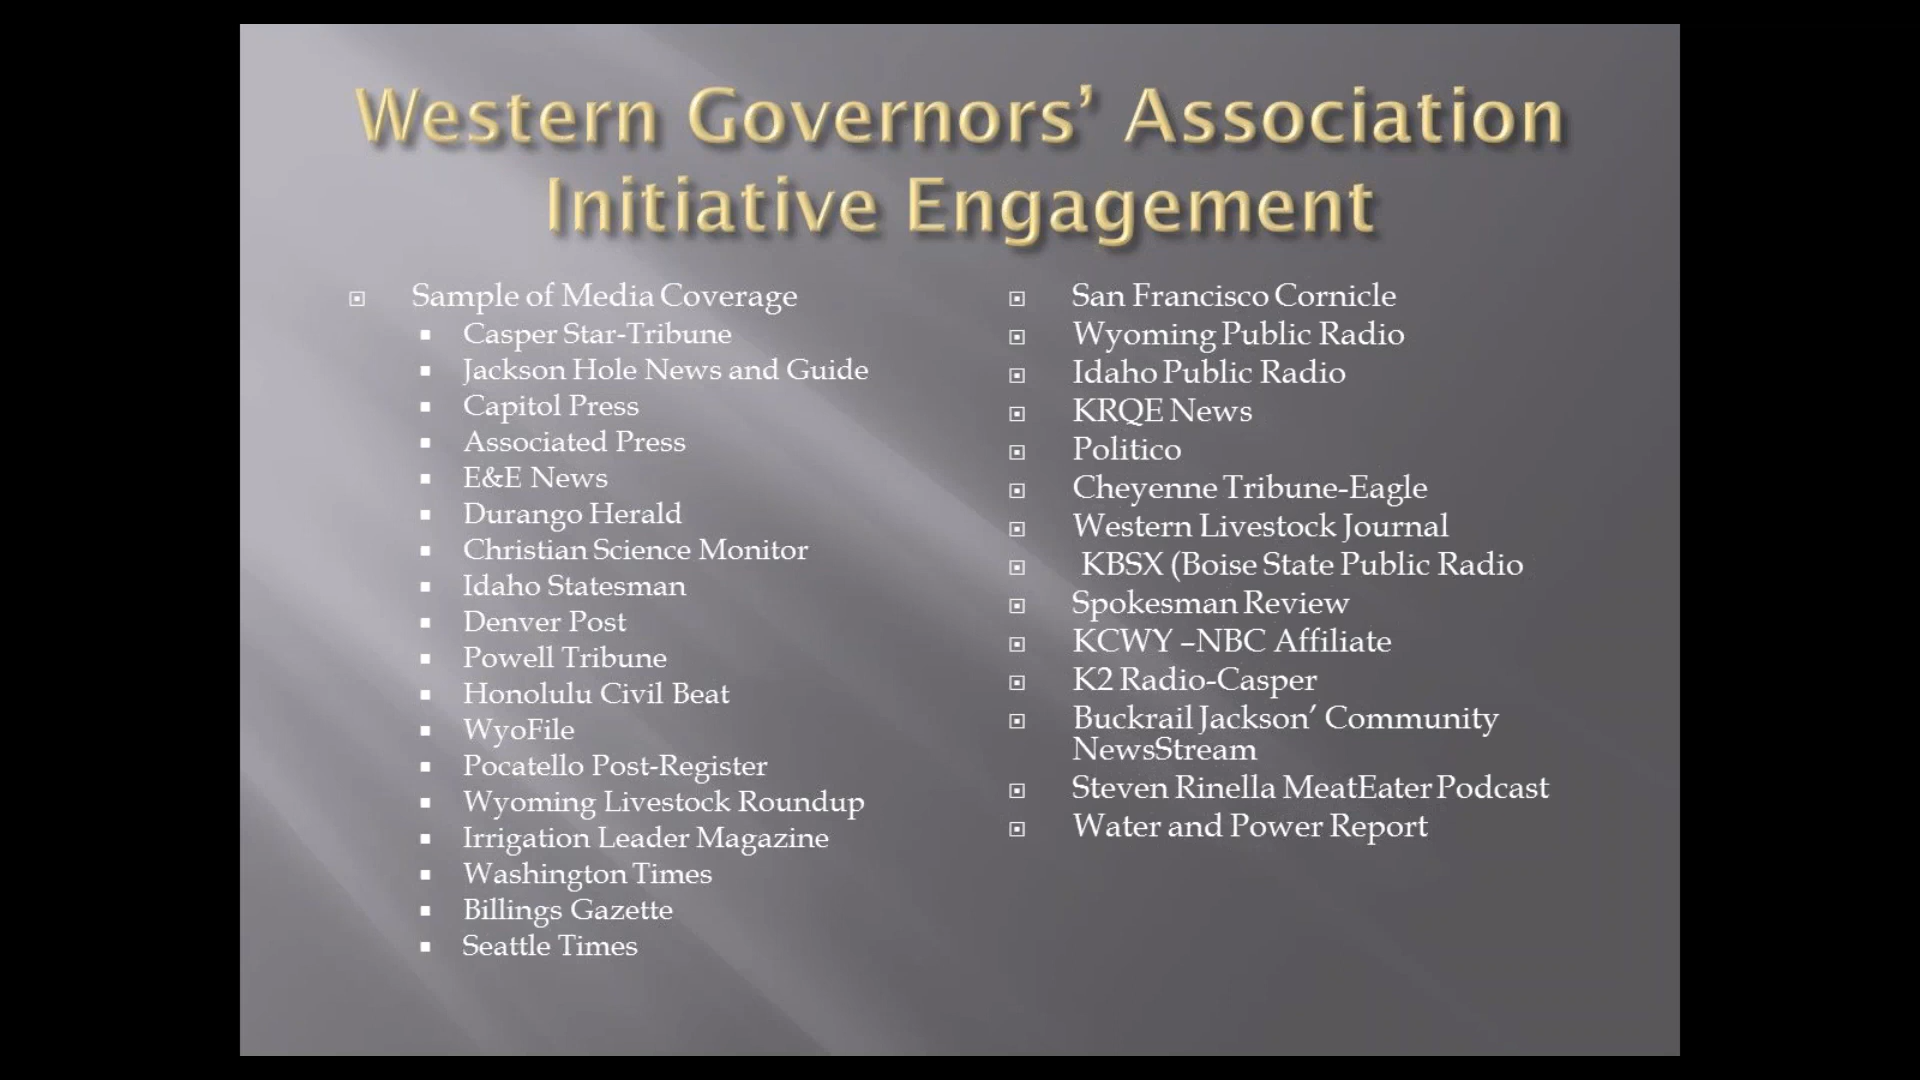 Western Governors’ Association
Initiative Engagement
Sample of Media Coverage
Casper Star-Tribune
Jackson Hole News and Guide
Capitol Press
Associated Press
E&E News
Durango Herald
Christian Science Monitor
Idaho Statesman
Denver Post
Powell Tribune
Honolulu Civil Beat
WyoFile
Pocatello Post-Register
Wyoming Livestock Roundup
Irrigation Leader Magazine
Washington Times
Billings Gazette
Seattle Times
San Francisco Cornicle
Wyoming Public Radio
Idaho Public Radio
KRQE News
Politico
Cheyenne Tribune-Eagle
Western Livestock Journal
KBSX (Boise State Public Radio
Spokesman Review
KCWY –NBC Affiliate
K2 Radio-Casper
Buckrail Jackson’ Community
NewsStream
Steven Rinella MeatEater Podcast
Water and Power Report